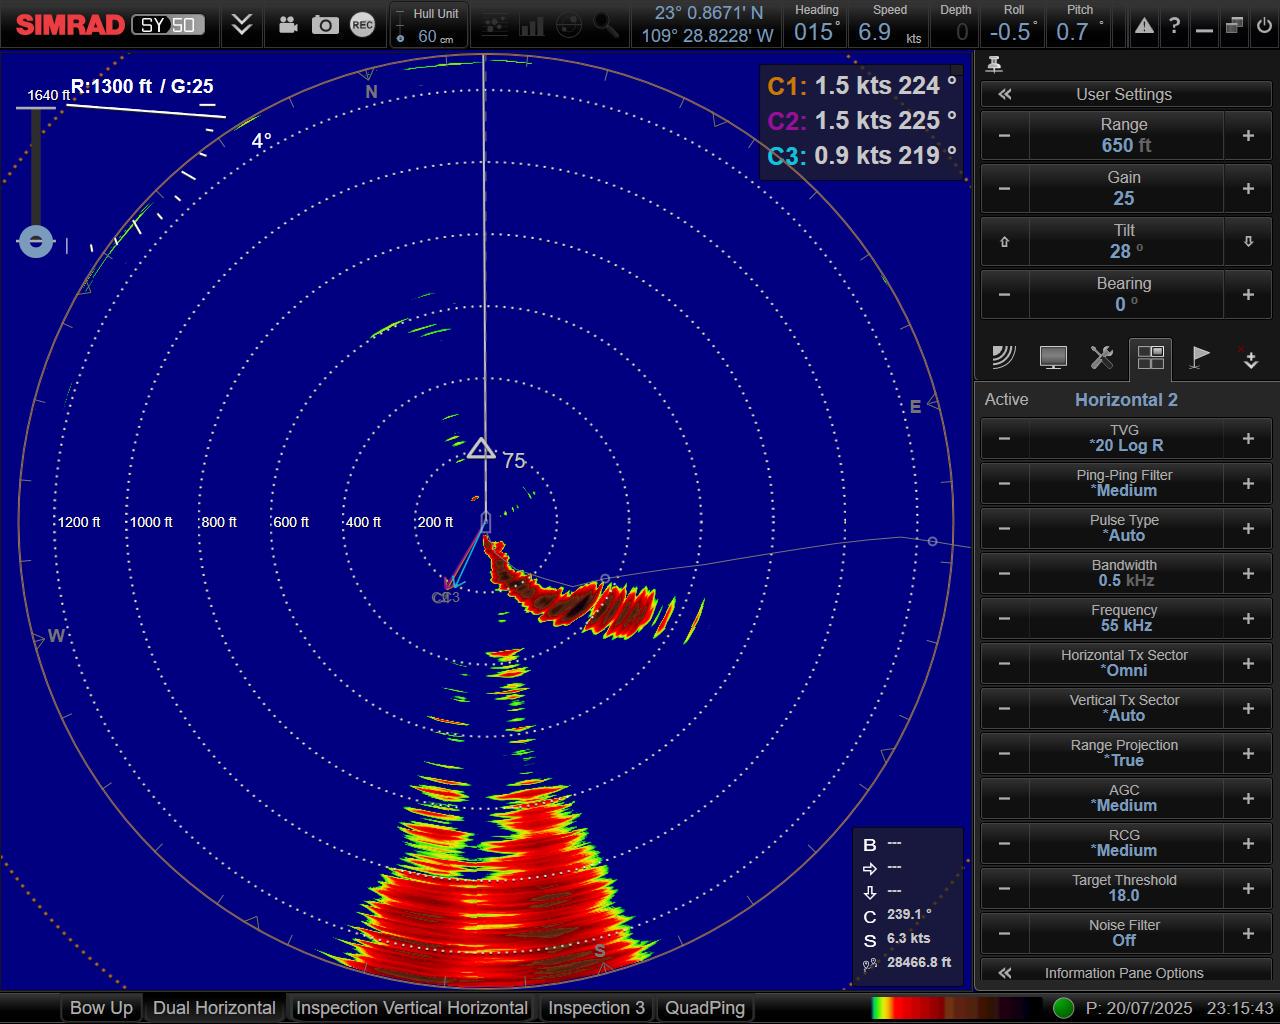 SIMRAD SY 50
REC
Hull Unit
60 cm
23° 0.8671' N
109° 28.8228' W
Heading
015°
Speed
6.9 kts
Depth
0
Roll
-0.5°
Pitch
0.7 °
?
R:1300 ft / G:25
1640 ft
4°
N
C1: 1.5 kts 224 °
C2: 1.5 kts 225 °
C3: 0.9 kts 219 °
E
75
1200 ft
1000 ft
800 ft
600 ft
400 ft
200 ft
C3
W
S
B ---
---
---
C 239.1 °
S 6.3 kts
28466.8 ft
User Settings
Range
650 ft
Gain
25
Tilt
28 °
Bearing
0 °
Active Horizontal 2
TVG
*20 Log R
Ping-Ping Filter
*Medium
Pulse Type
*Auto
Bandwidth
0.5 kHz
Frequency
55 kHz
Horizontal Tx Sector
*Omni
Vertical Tx Sector
*Auto
Range Projection
*True
AGC
*Medium
RCG
*Medium
Target Threshold
18.0
Noise Filter
Off
Information Pane Options
Bow Up
Dual Horizontal
Inspection Vertical Horizontal
Inspection 3
QuadPing
P: 20/07/2025 23:15:43